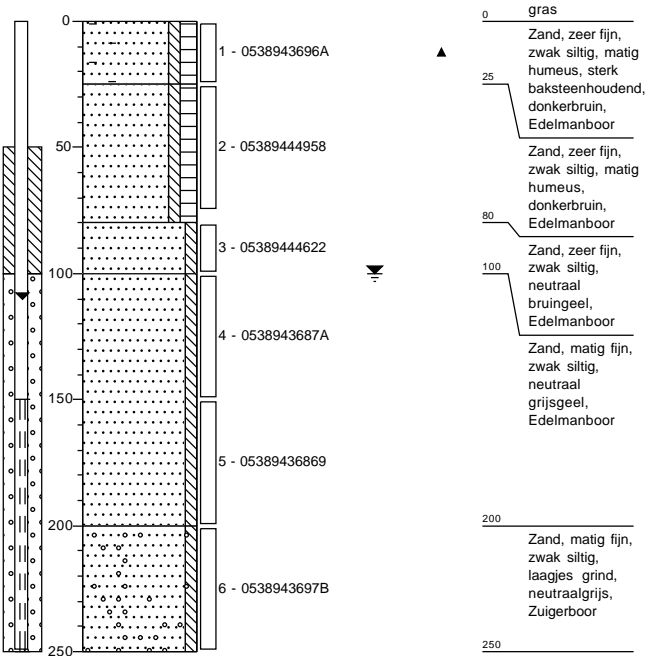 0
50
100
150
200
250
1 - 0538943696A
2 - 05389444958
3 - 05389444622
4 - 0538943687A
5 - 05389436869
6 - 0538943697B
0
gras
Zand, zeer fijn,
zwak siltig, matig
humeus, sterk
baksteenhoudend,
donkerbruin,
Edelmanboor
25
Zand, zeer fijn,
zwak siltig, matig
humeus,
donkerbruin,
Edelmanboor
80
Zand, zeer fijn,
zwak siltig,
neutraal
bruingeel,
Edelmanboor
100
Zand, matig fijn,
zwak siltig,
neutraal
grijsgeel,
Edelmanboor
200
Zand, matig fijn,
zwak siltig,
laagjes grind,
neutraalgrijs,
Zuigerboor
250